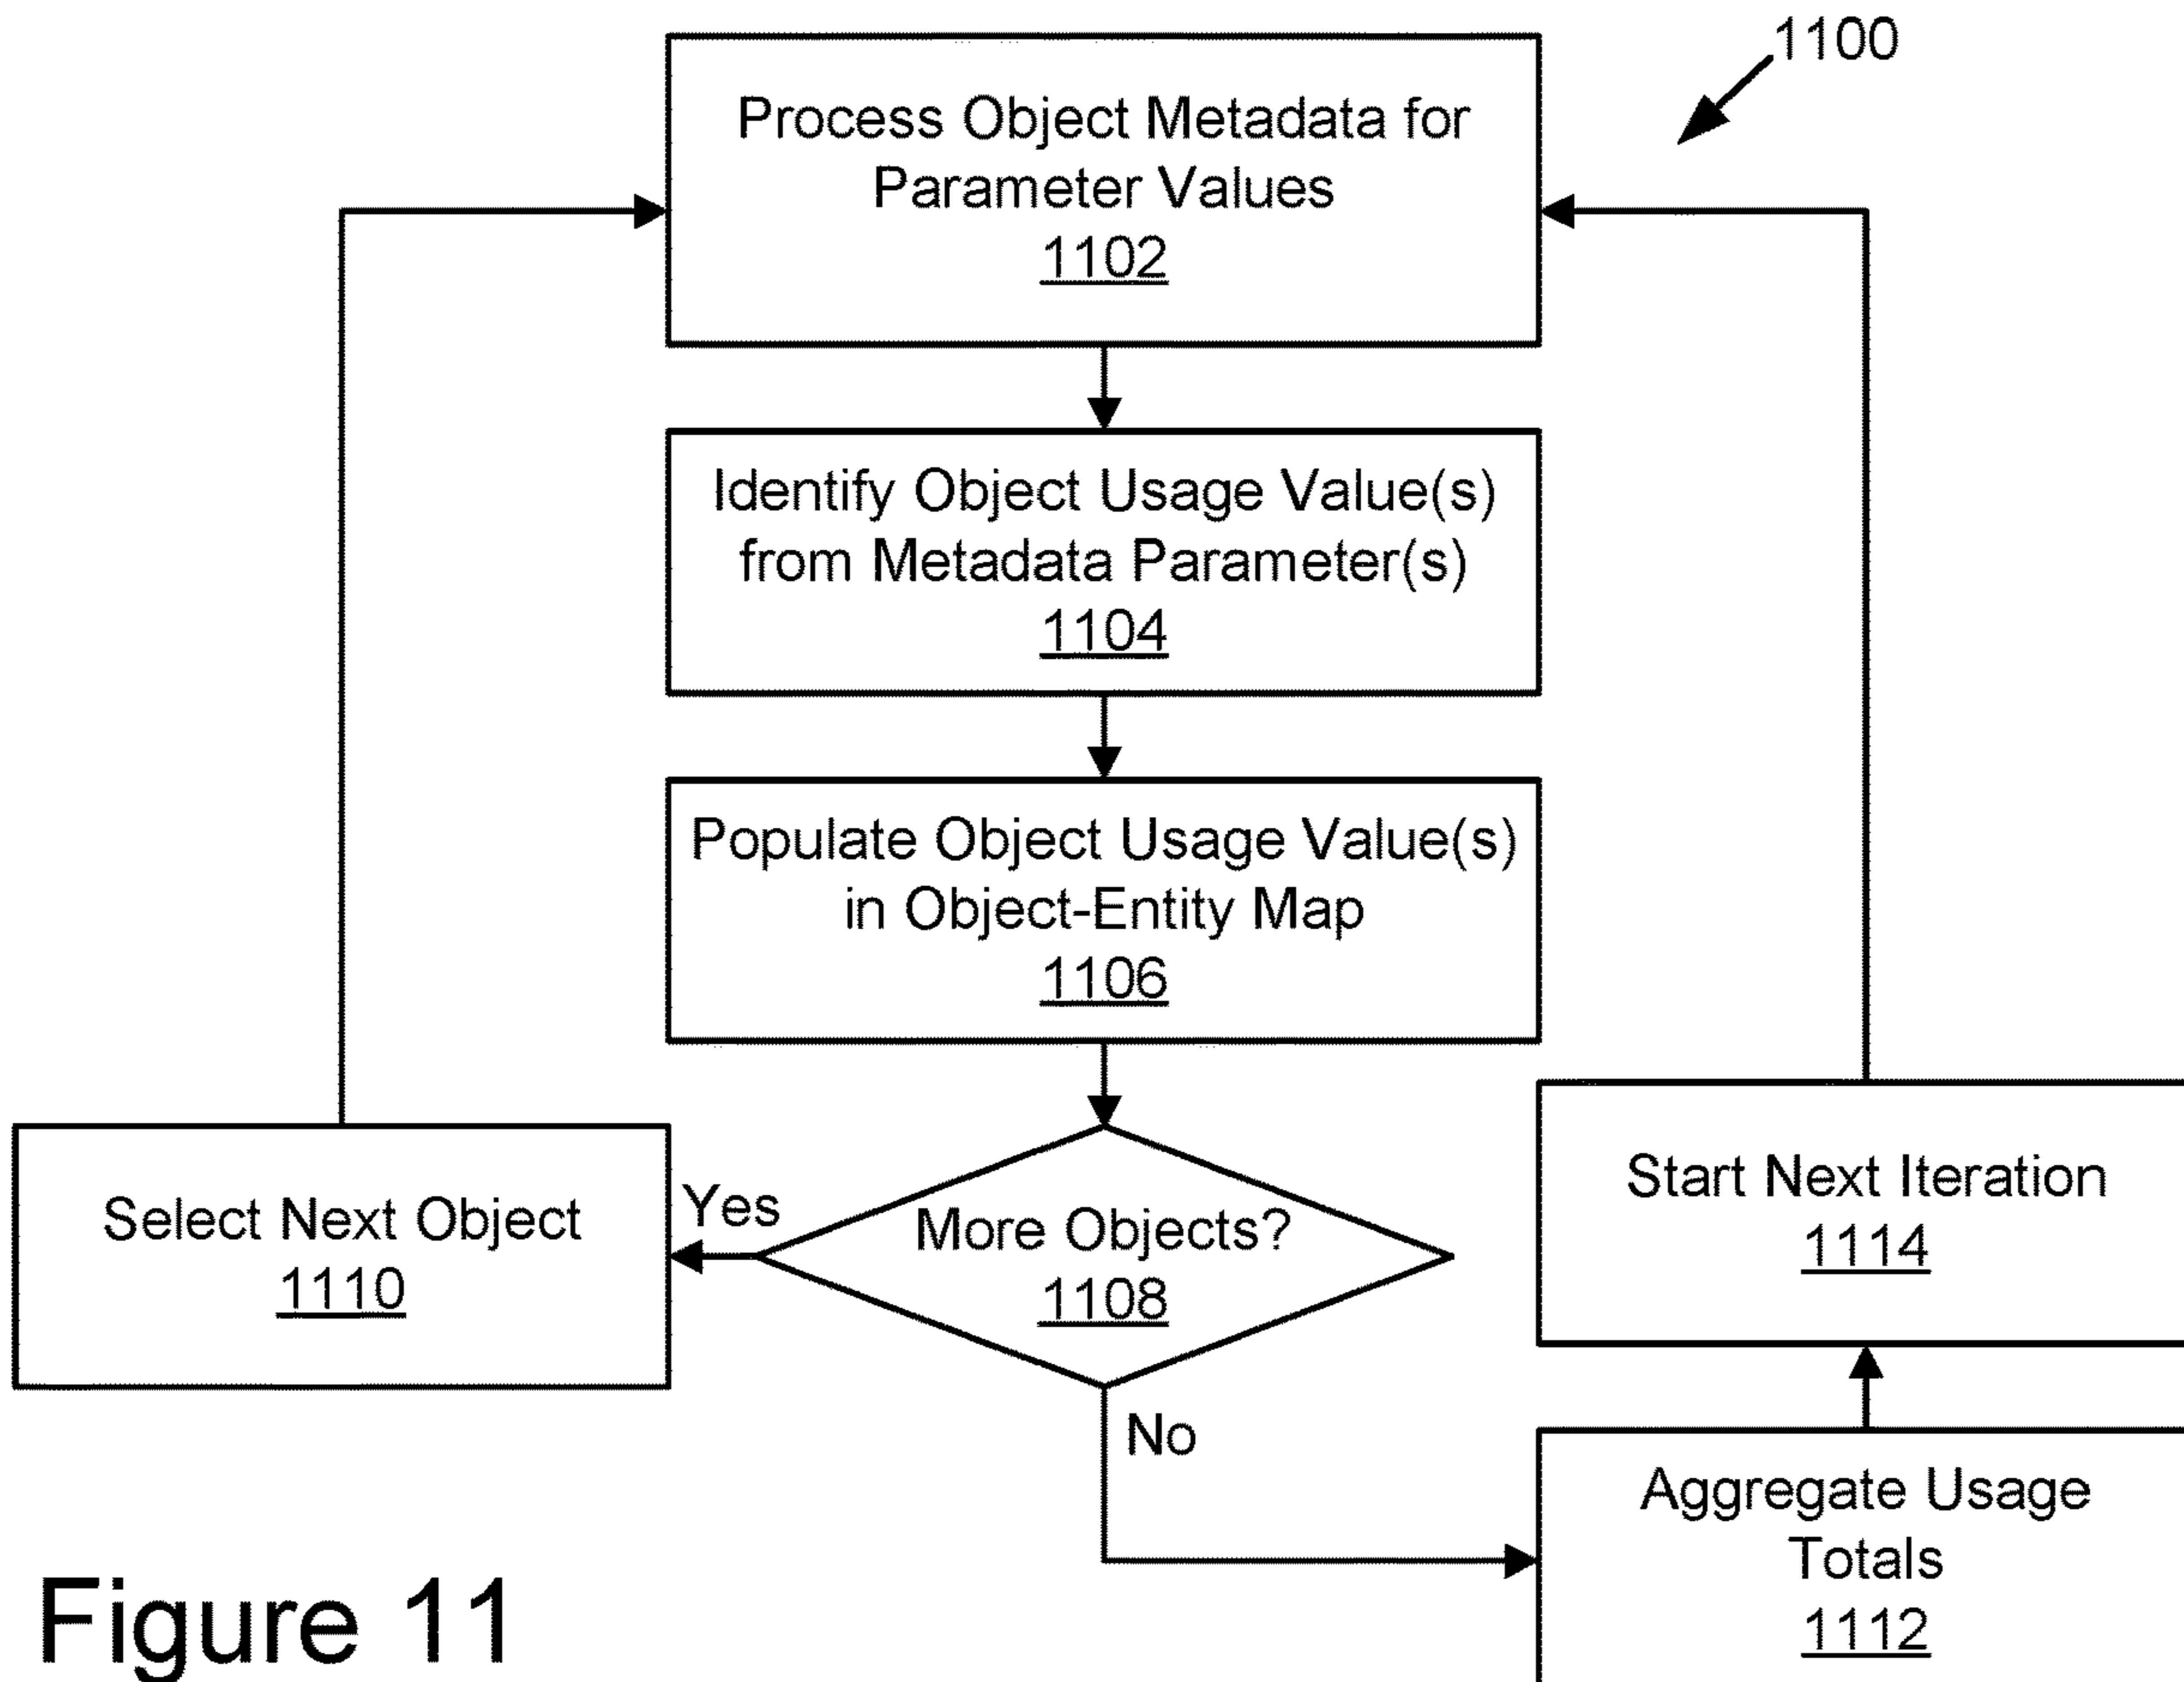 1100
Process Object Metadata for
Parameter Values
1102
Identify Object Usage Value(s)
from Metadata Parameter(s)
1104
Populate Object Usage Value(s)
in Object-Entity Map
1106
Select Next Object
1110
Yes
More Objects?
1108
No
Start Next Iteration
1114
Aggregate Usage
Totals
1112
Figure 11